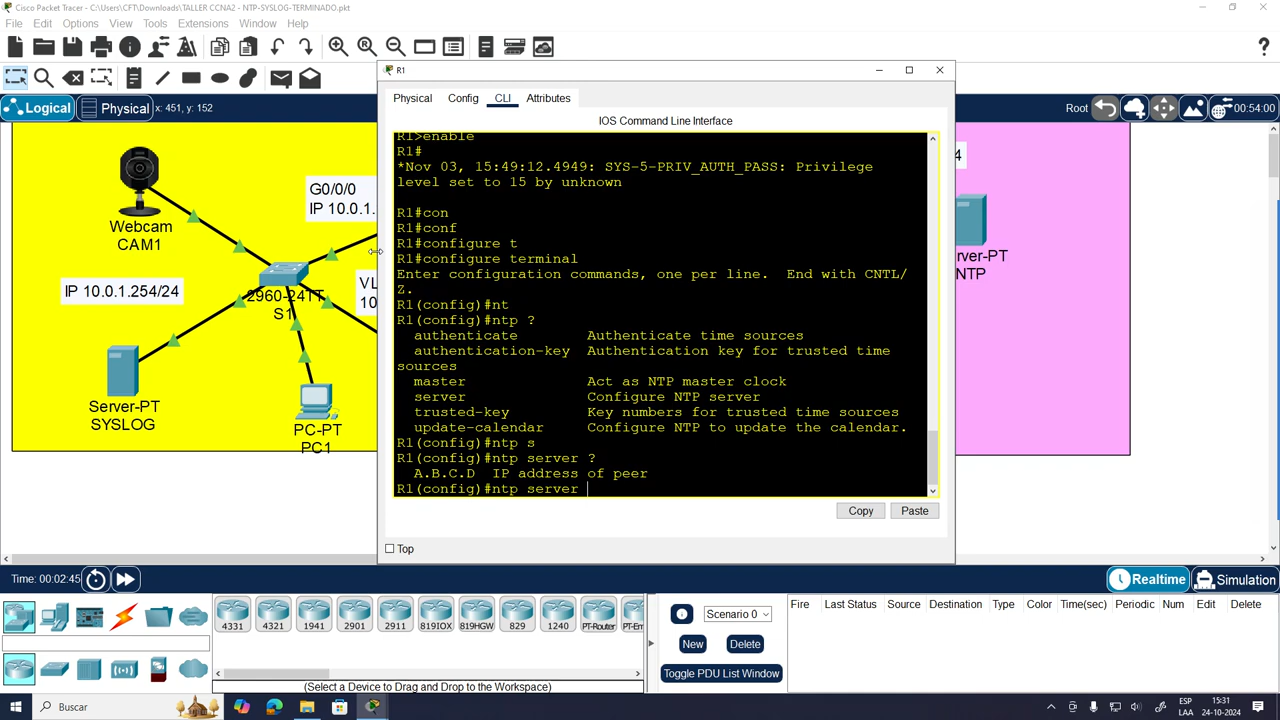 Cisco Packet Tracer - C:\Users\CFT\Downloads\TALLER CCNA2 - NTP-SYSLOG-TERMINADO.pkt
File Edit Options View Tools Extensions Window Help
Logical Physical x: 451, y: 152
Root 00:54:00
R1
Physical Config CLI Attributes
IOS Command Line Interface
R1>enable
R1#
*Nov 03, 15:49:12.4949: SYS-5-PRIV_AUTH_PASS: Privilege
level set to 15 by unknown
R1#con
R1#conf
R1#configure t
R1#configure terminal
Enter configuration commands, one per line.  End with CNTL/
Z.
R1(config)#nt
R1(config)#ntp ?
authenticate Authenticate time sources
authentication-key Authentication key for trusted time
sources
master Act as NTP master clock
server Configure NTP server
trusted-key Key numbers for trusted time sources
update-calendar Configure NTP to update the calendar.
R1(config)#ntp s
R1(config)#ntp server ?
A.B.C.D IP address of peer
R1(config)#ntp server
Copy Paste
Top
Webcam
CAM1
G0/0/0
IP 10.0.1.
IP 10.0.1.254/24
2960-24TT
S1
VL
10
Server-PT
SYSLOG
PC-PT
PC1
4
rver-PT
NTP
Time: 00:02:45
Realtime Simulation
4331 4321 1941 2901 2911 819IOX 819HGW 829 1240 PT-Router PT-Em
(Select a Device to Drag and Drop to the Workspace)
Scenario 0
New Delete
Toggle PDU List Window
Fire Last Status Source Destination Type Color Time(sec) Periodic Num Edit Delete
Buscar
ESP
LAA
15:31
24-10-2024